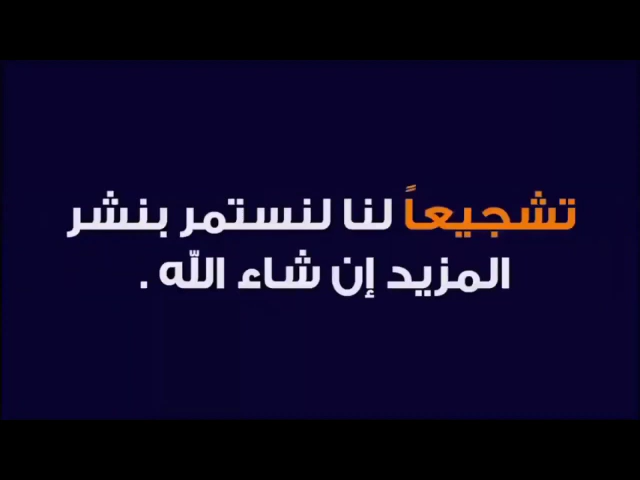 تشجيعاً لنا لنستمر بنشر
المزيد إن شاء الله .